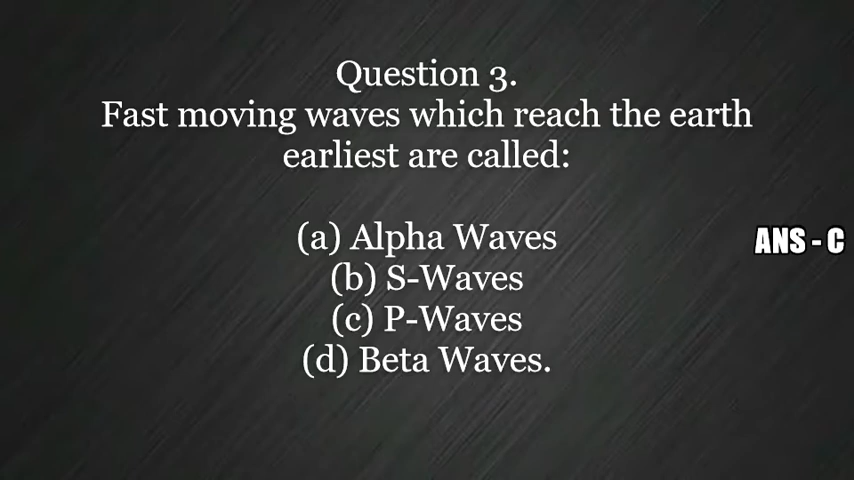 Question 3.
Fast moving waves which reach the earth
earliest are called:
(a) Alpha Waves
ANS - C
(b) S-Waves
(c) P-Waves
(d) Beta Waves.